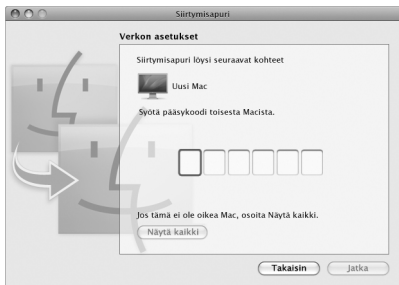 Siirtymisapuri
Verkon asetukset
Siirtymisapuri löysi seuraavat kohteet
Uusi Mac
Syötä pääsykoodi toisesta Macista.
Jos tämä ei ole oikea Mac, osoita Näytä kaikki.
Näytä kaikki
Takaisin Jatka